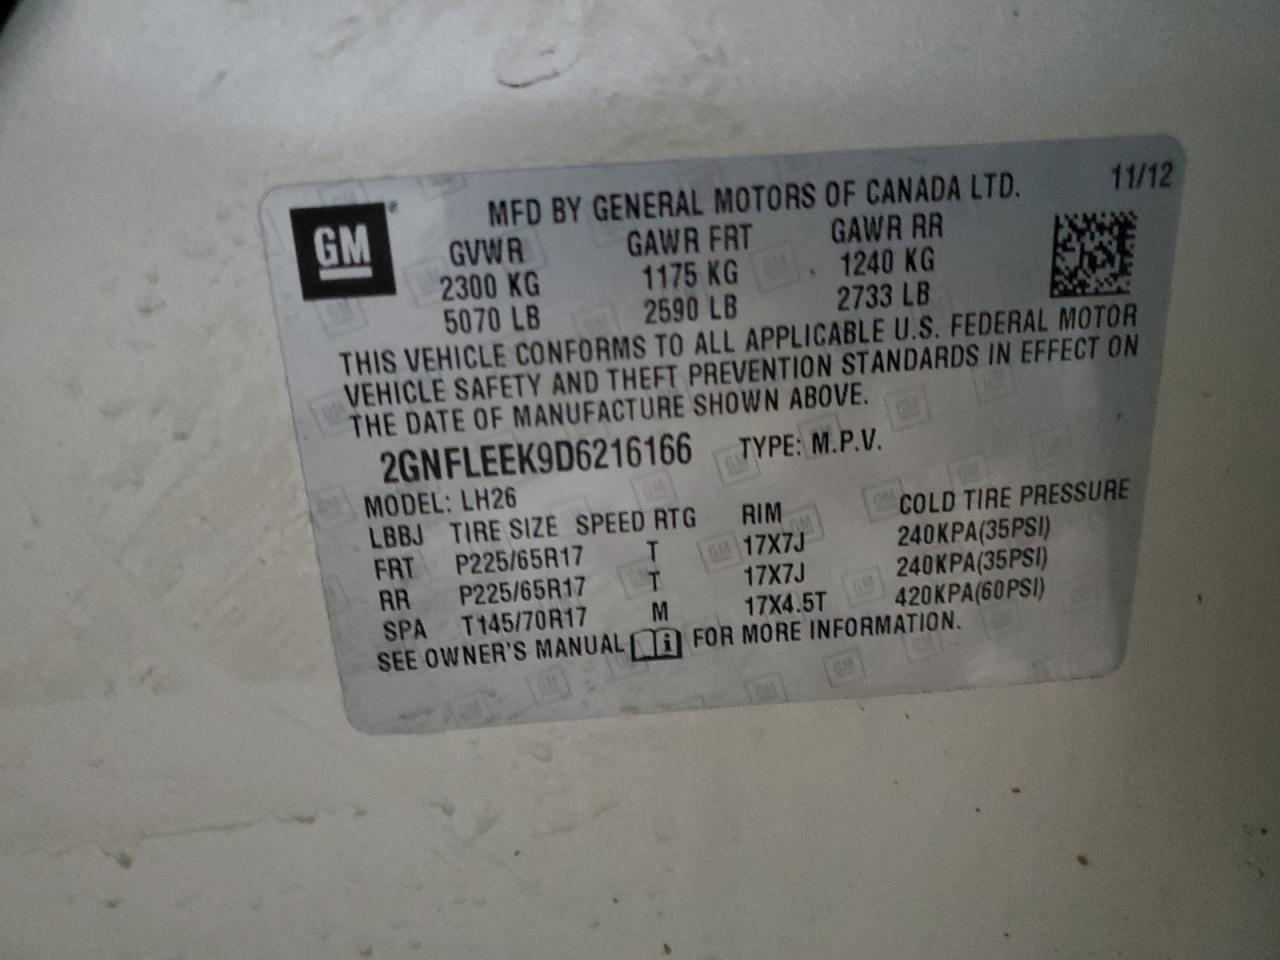 GM
MFD BY GENERAL MOTORS OF CANADA LTD. 11/12
GVWR GAWR FRT GAWR RR
2300 KG 1175 KG 1240 KG
5070 LB 2590 LB 2733 LB
THIS VEHICLE CONFORMS TO ALL APPLICABLE U.S. FEDERAL MOTOR
VEHICLE SAFETY AND THEFT PREVENTION STANDARDS IN EFFECT ON
THE DATE OF MANUFACTURE SHOWN ABOVE.
2GNFLEEK9D6216166 TYPE: M.P.V.
MODEL: LH26
LBBJ TIRE SIZE SPEED RTG RIM COLD TIRE PRESSURE
FRT P225/65R17 T 17X7J 240KPA(35PSI)
RR P225/65R17 T 17X7J 240KPA(35PSI)
SPA T145/70R17 M 17X4.5T 420KPA(60PSI)
SEE OWNER'S MANUAL FOR MORE INFORMATION.